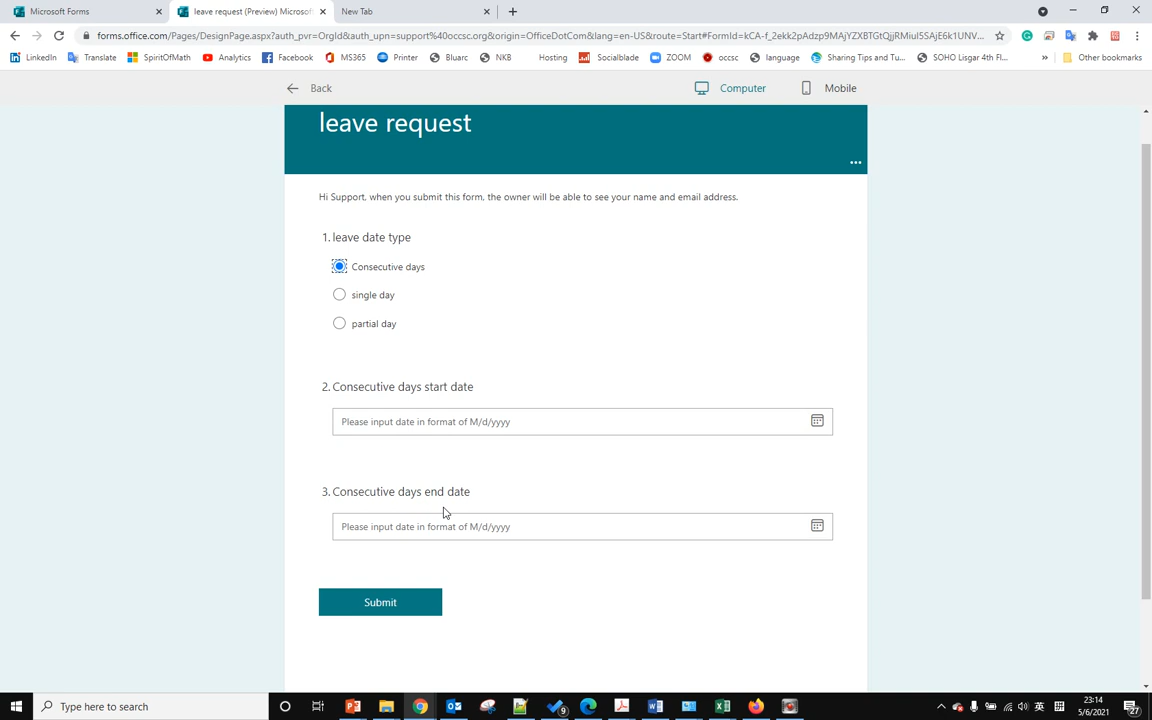 Microsoft Forms
leave request (Preview) Microsof
New Tab
forms.office.com/Pages/DesignPage.aspx?auth_pvr=OrgId&auth_upn=support%40occsc.org&origin=OfficeDotCom&lang=en-US&route=Start#FormId=kCA-f_2ekk2pAdzp9MAjYZXBTGtQjjRMiul5SAjE6k1UNV...
LinkedIn
Translate
SpiritOfMath
Analytics
Facebook
MS365
Printer
Bluarc
NKB
Hosting
Socialblade
ZOOM
occsc
language
Sharing Tips and Tu...
SOHO Lisgar 4th Fl...
»
Other bookmarks
Back
Computer
Mobile
leave request
...
Hi Support, when you submit this form, the owner will be able to see your name and email address.
1. leave date type
Consecutive days
single day
partial day
2. Consecutive days start date
Please input date in format of M/d/yyyy
3. Consecutive days end date
Please input date in format of M/d/yyyy
Submit
Type here to search
9
英
23:14
5/6/2021
27